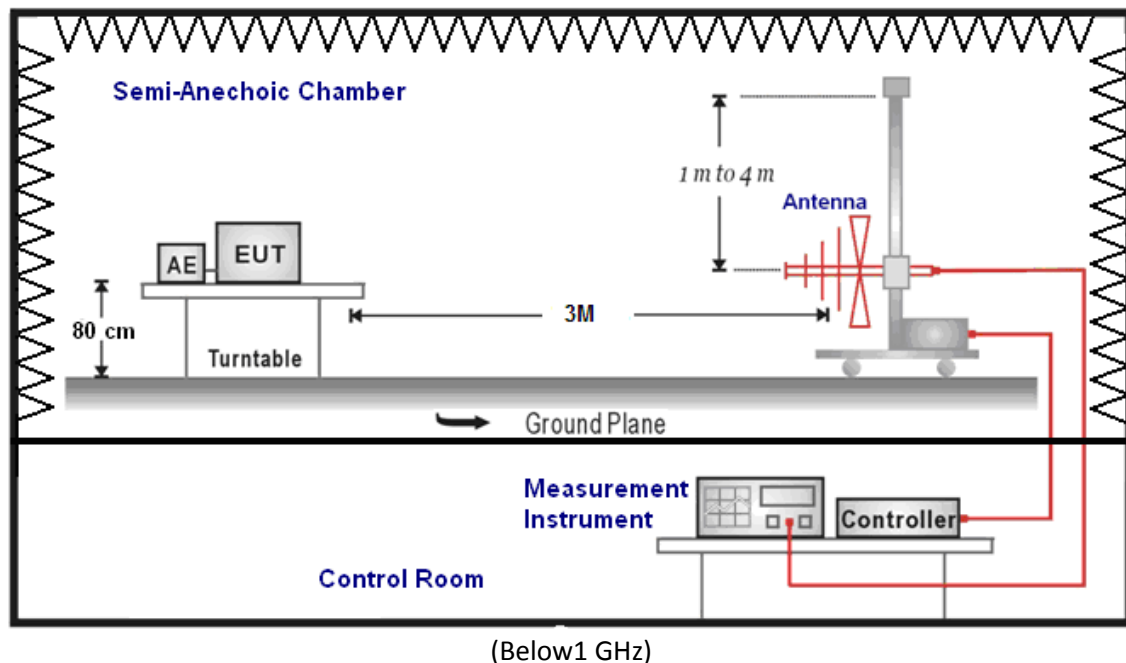 Semi-Anechoic Chamber
1 m to 4 m
Antenna
AE
EUT
80 cm
3M
Turntable
Ground Plane
Measurement
Instrument
Controller
Control Room
(Below1 GHz)